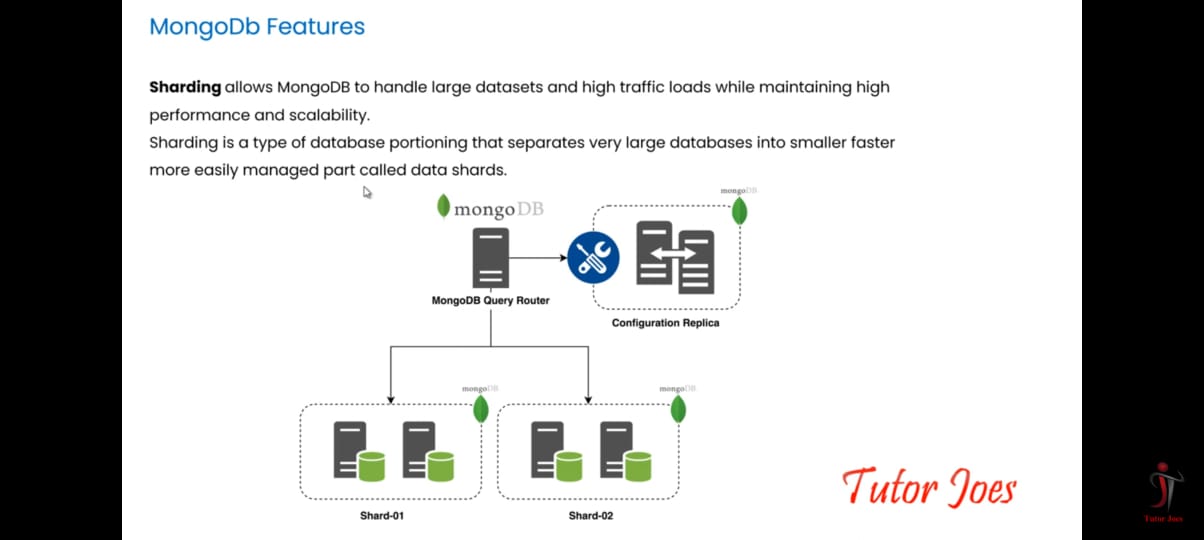 MongoDb Features
Sharding allows MongoDB to handle large datasets and high traffic loads while maintaining high
performance and scalability.
Sharding is a type of database portioning that separates very large databases into smaller faster
more easily managed part called data shards.
mongoDB
mongoDB
MongoDB Query Router
Configuration Replica
mongoDB
mongoDB
Shard-01
Shard-02
Tutor Joes
Tutor Joes